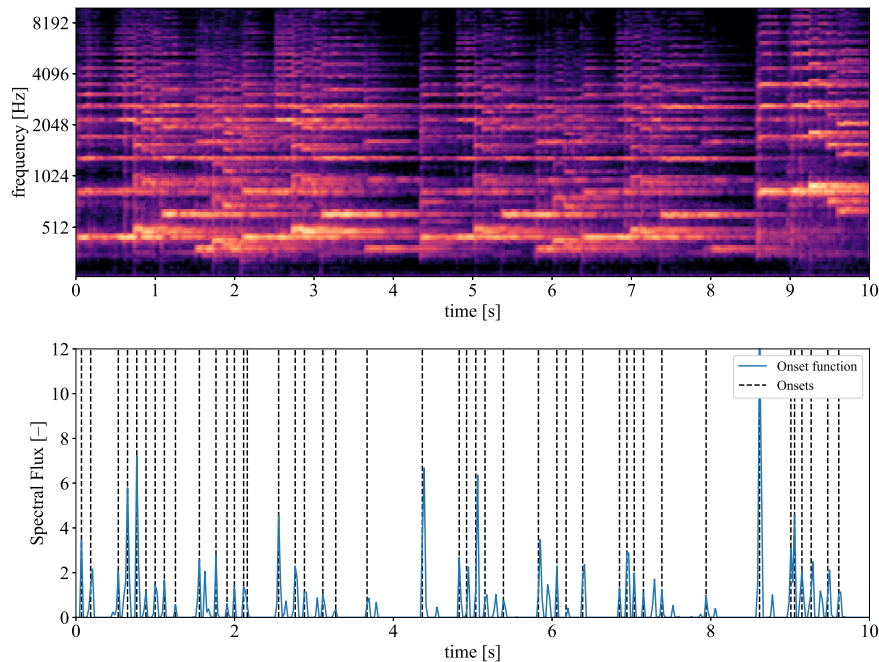 8192
4096
2048
1024
512
frequency [Hz]
0 1 2 3 4 5 6 7 8 9 10
time [s]
12
10
8
6
4
2
0
Spectral Flux [–]
Onset function
Onsets
0 2 4 6 8 10
time [s]